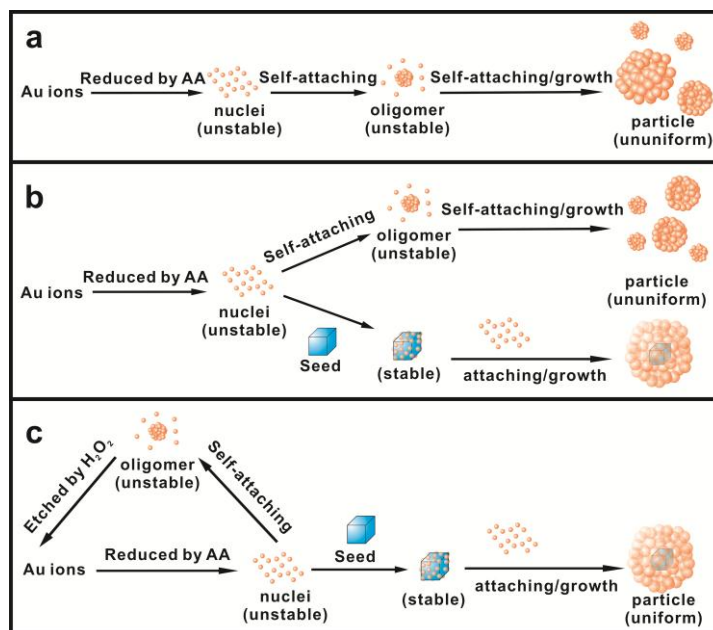 a
Au ions
Reduced by AA
nuclei
(unstable)
Self-attaching
oligomer
(unstable)
Self-attaching/growth
particle
(ununiform)
b
Au ions
Reduced by AA
nuclei
(unstable)
Self-attaching
oligomer
(unstable)
Self-attaching/growth
particle
(ununiform)
Seed
(stable)
attaching/growth
c
Etched by H₂O₂
oligomer
(unstable)
Self-attaching
Au ions
Reduced by AA
nuclei
(unstable)
Seed
(stable)
attaching/growth
particle
(uniform)